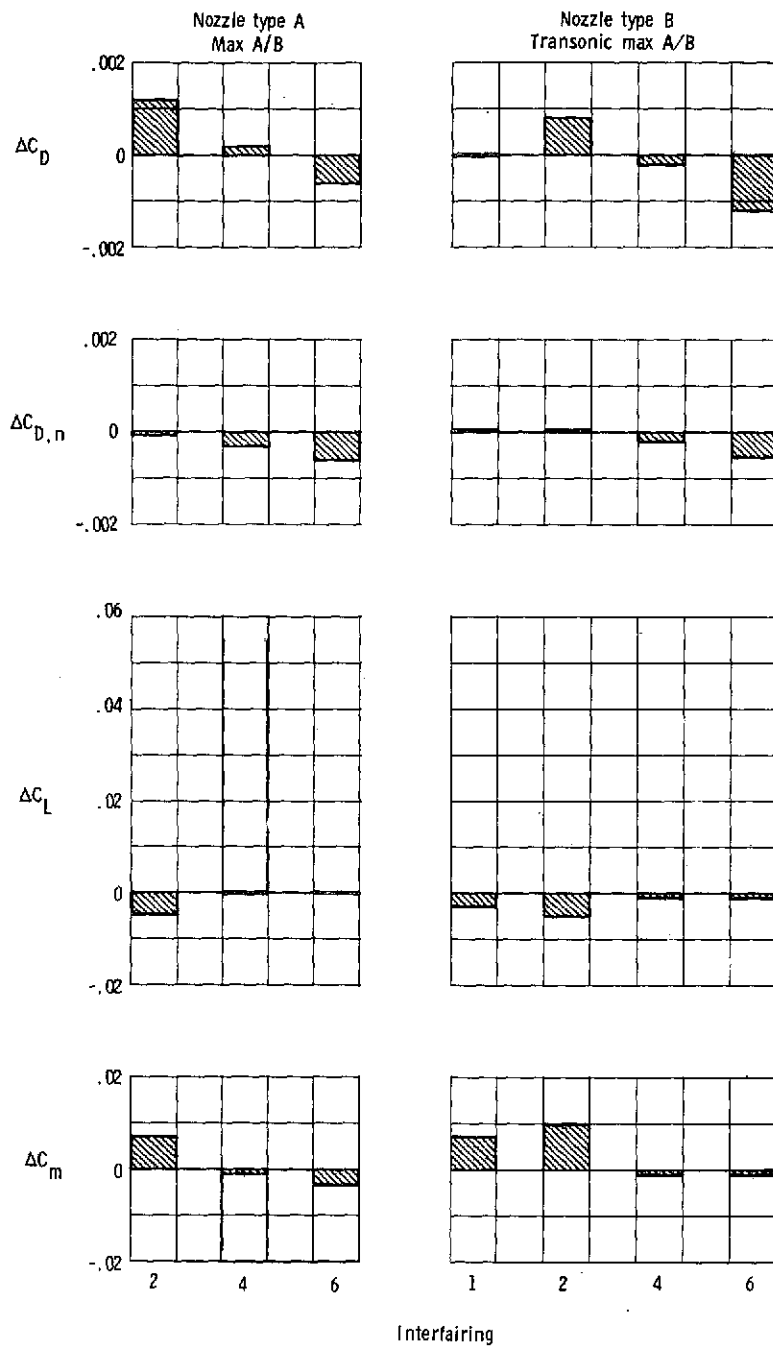 Nozzle type A
Max A/B
Nozzle type B
Transonic max A/B
.002
ΔC_D
0
-.002
.002
ΔC_D,n
0
-.002
.06
.04
ΔC_L
.02
0
-.02
.02
ΔC_m
0
-.02
2 4 6
1 2 4 6
Interfairing